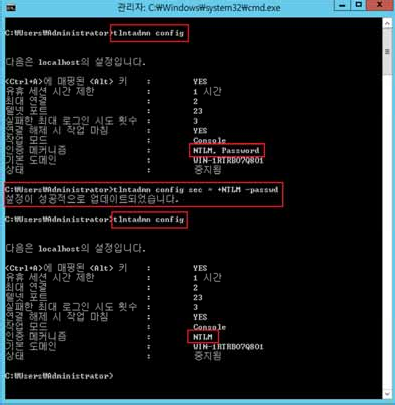 관리자: C:₩Windows₩system32₩cmd.exe
C:₩Users₩Administrator>tlntadmn config
다음은 localhost의 설정입니다.
<Ctrl+A>에 매핑된 <Alt> 키 : YES
유휴 세션 시간 제한 : 1 시간
최대 연결 : 2
텔넷 포트 : 23
실패한 최대 로그인 시도 횟수 : 3
연결 해제 시 작업 마침 : YES
작업 모드 : Console
인증 메커니즘 : NTLM, Password
기본 도메인 : WIN-1RTRB07Q801
상태 : 중지됨
C:₩Users₩Administrator>tlntadmn config sec = +NTLM -passwd
설정이 성공적으로 업데이트되었습니다.
C:₩Users₩Administrator>tlntadmn config
다음은 localhost의 설정입니다.
<Ctrl+A>에 매핑된 <Alt> 키 : YES
유휴 세션 시간 제한 : 1 시간
최대 연결 : 2
텔넷 포트 : 23
실패한 최대 로그인 시도 횟수 : 3
연결 해제 시 작업 마침 : YES
작업 모드 : Console
인증 메커니즘 : NTLM
기본 도메인 : WIN-1RTRB07Q801
상태 : 중지됨
C:₩Users₩Administrator>